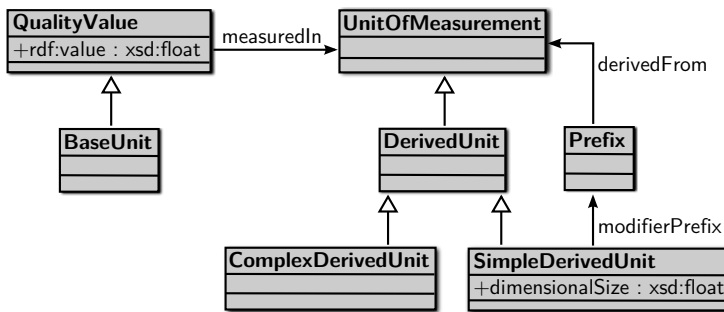 QualityValue
+rdf:value : xsd:float
measuredIn
UnitOfMeasurement
derivedFrom
BaseUnit
DerivedUnit
Prefix
modifierPrefix
ComplexDerivedUnit
SimpleDerivedUnit
+dimensionalSize : xsd:float